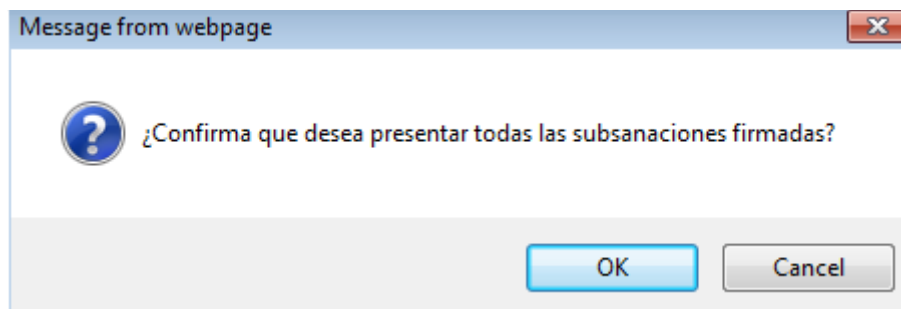 Message from webpage
¿Confirma que desea presentar todas las subsanaciones firmadas?
OK
Cancel